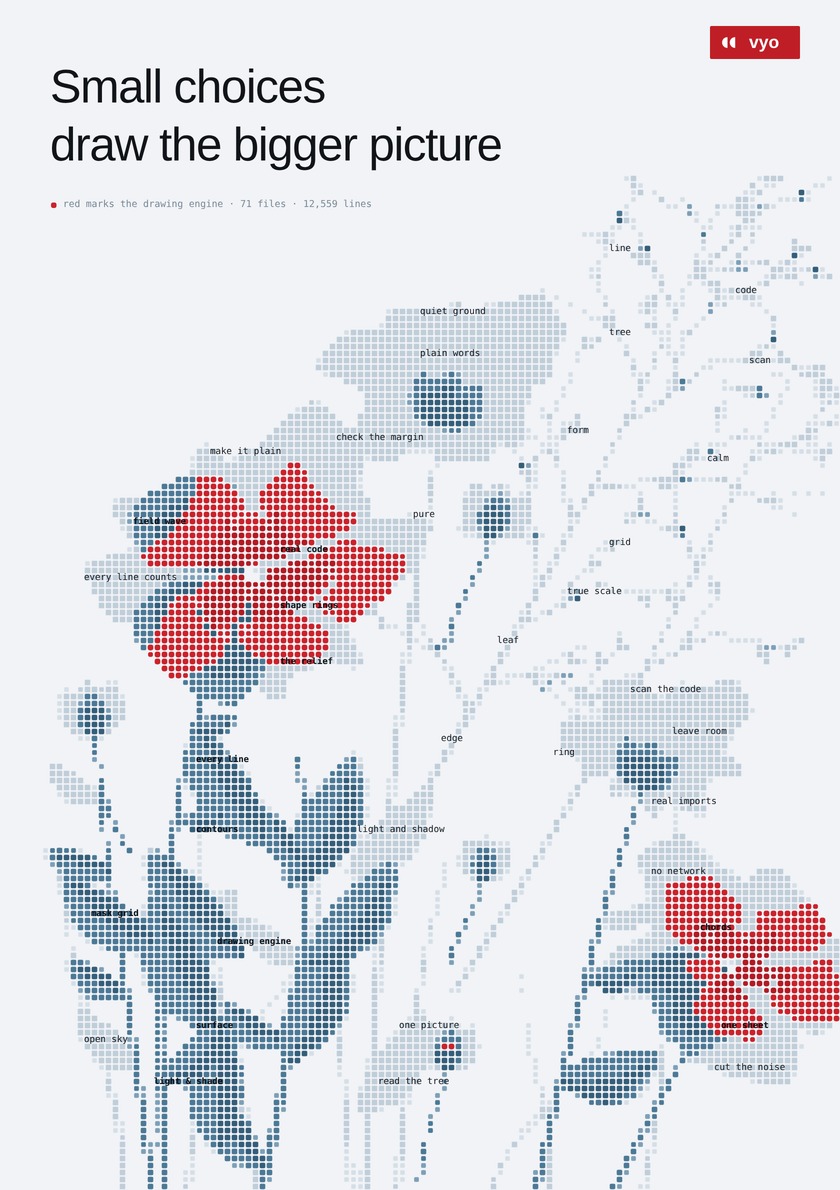 vyo
Small choices
draw the bigger picture
red marks the drawing engine · 71 files · 12,559 lines
line
code
quiet ground
tree
plain words
scan
form
check the margin
make it plain
calm
pure
field wave
grid
real code
every line counts
true scale
shape rings
leaf
the relief
scan the code
leave room
edge
ring
every line
real imports
contours
light and shadow
no network
mask grid
chords
drawing engine
surface
one picture
one sheet
open sky
cut the noise
light & shade
read the tree